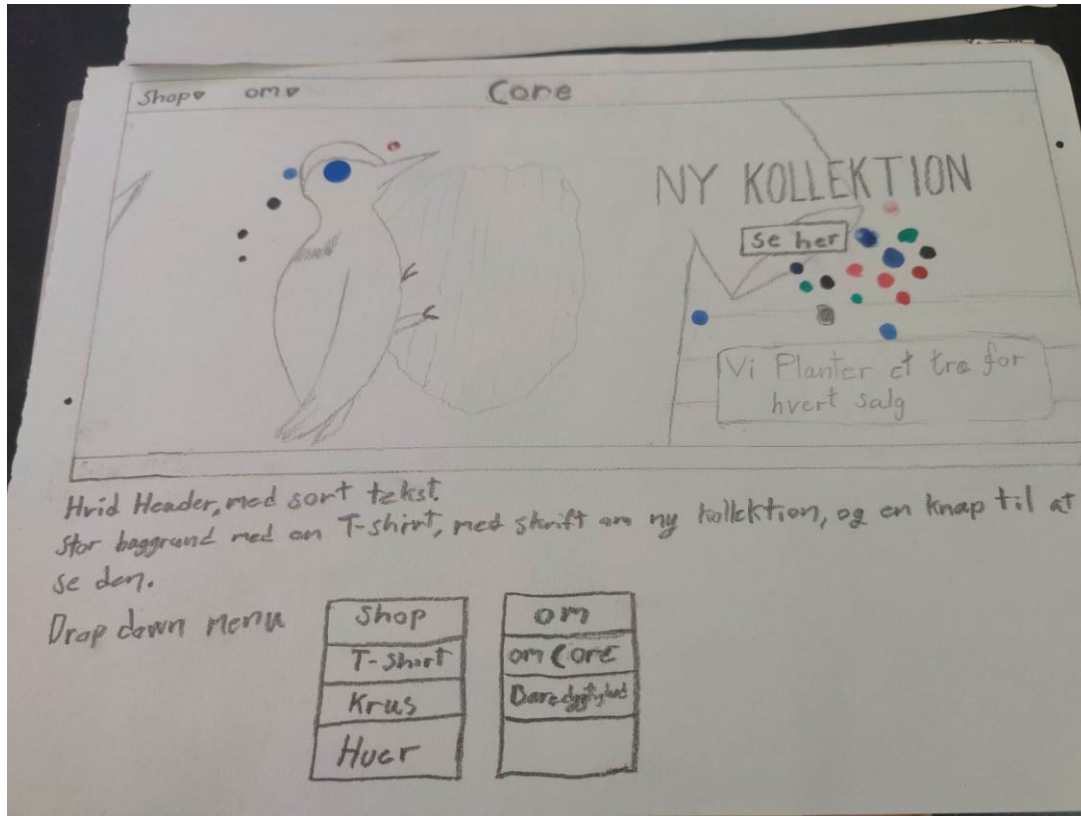 Shop om Core
NY KOLLEKTION
se her
Vi Planter et træ for
hvert salg
Hvid Header, med sort tekst.
Stor baggrund med en T-shirt, med skrift om ny kollektion, og en knap til at
se den.
Drop down menu
Shop
T-Shirt
Krus
Huer
om
om Core
Bæredygtighed